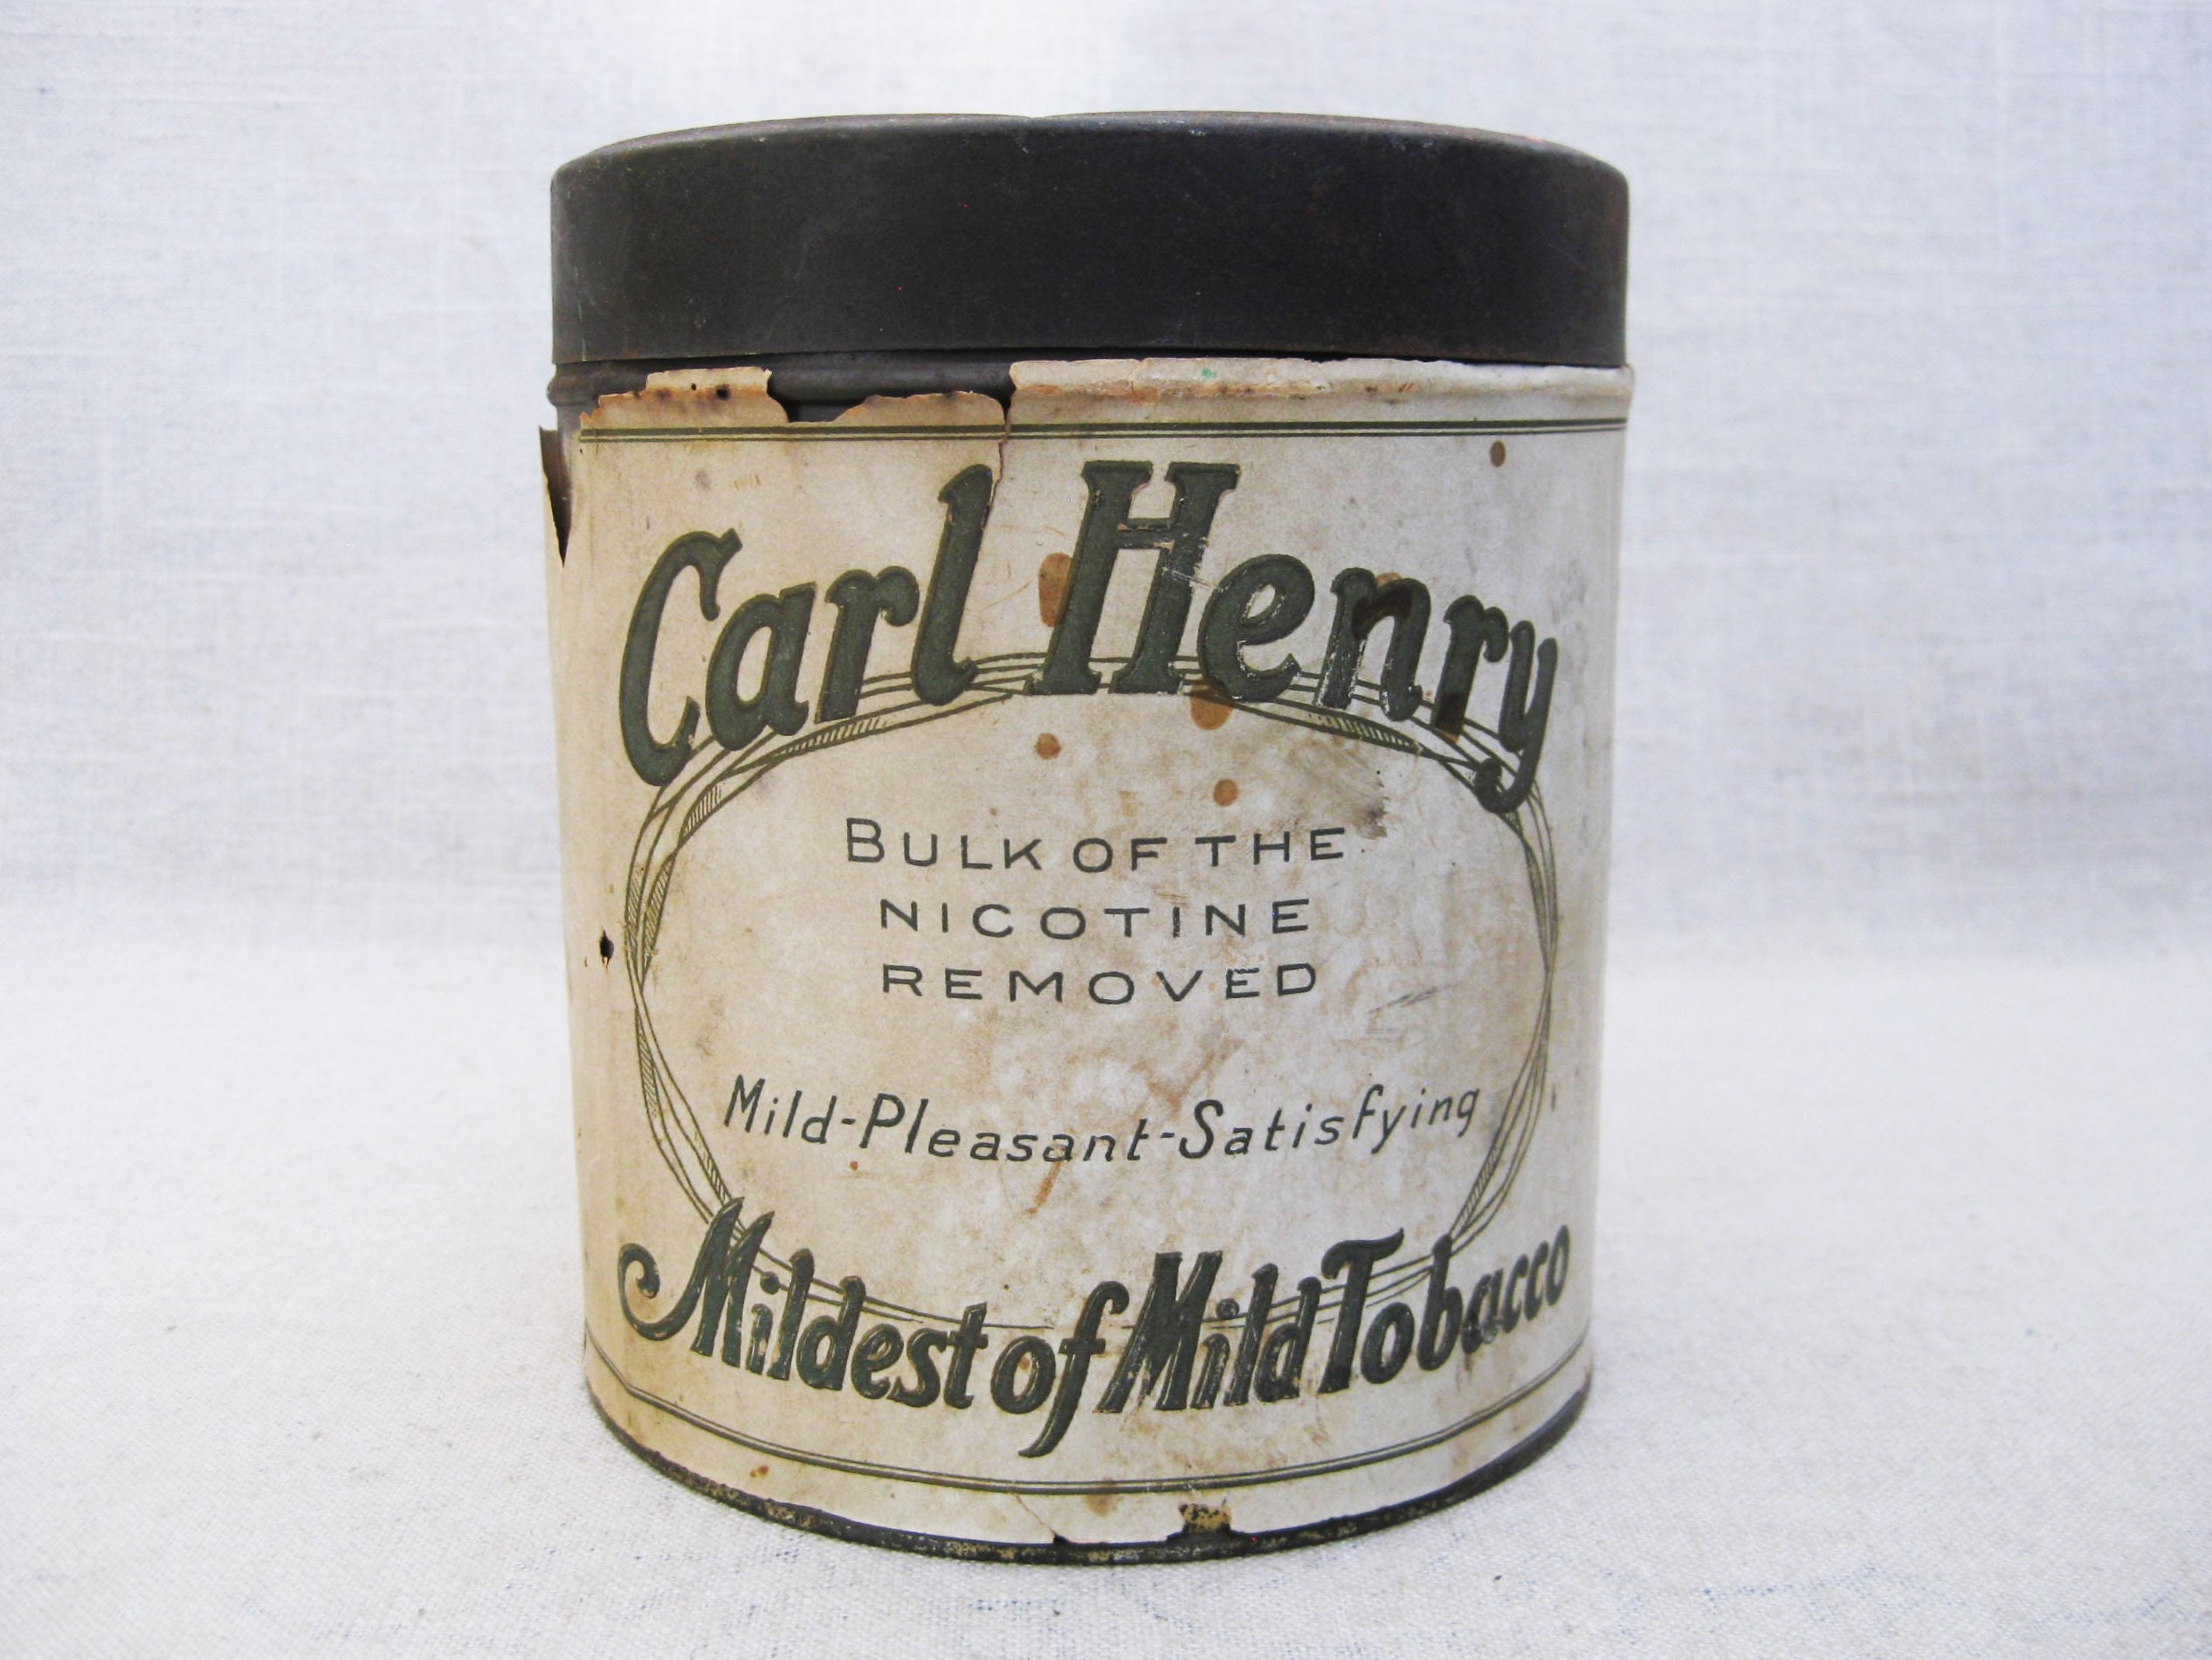 Carl Henry
BULK OF THE
NICOTINE
REMOVED
Mild-Pleasant-Satisfying
Mildest of Mild Tobacco